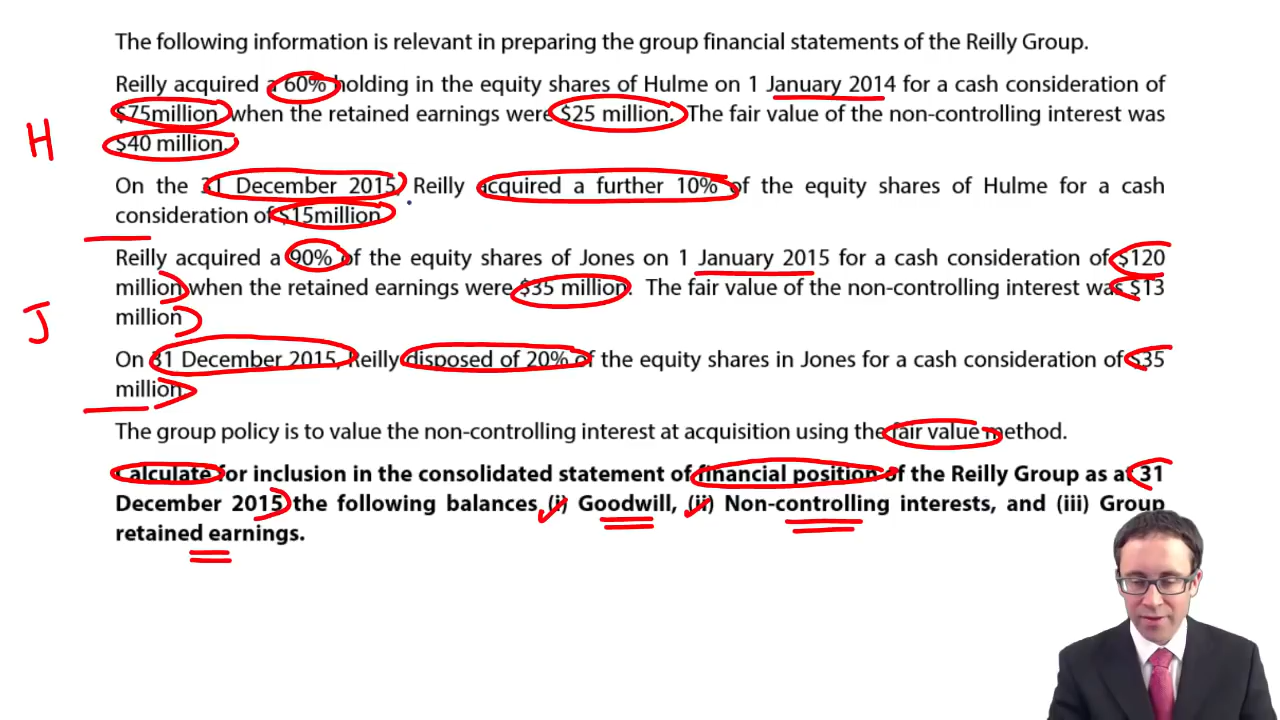 The following information is relevant in preparing the group financial statements of the Reilly Group.
Reilly acquired a 60% holding in the equity shares of Hulme on 1 January 2014 for a cash consideration of
$75million when the retained earnings were $25 million. The fair value of the non-controlling interest was
$40 million.
H
On the 31 December 2015, Reilly acquired a further 10% of the equity shares of Hulme for a cash
consideration of $15million
Reilly acquired a 90% of the equity shares of Jones on 1 January 2015 for a cash consideration of $120
million when the retained earnings were $35 million. The fair value of the non-controlling interest was $13
million
J
On 31 December 2015, Reilly disposed of 20% of the equity shares in Jones for a cash consideration of $35
million.
The group policy is to value the non-controlling interest at acquisition using the fair value method.
Calculate for inclusion in the consolidated statement of financial position of the Reilly Group as at 31
December 2015 the following balances (i) Goodwill, (ii) Non-controlling interests, and (iii) Group
retained earnings.